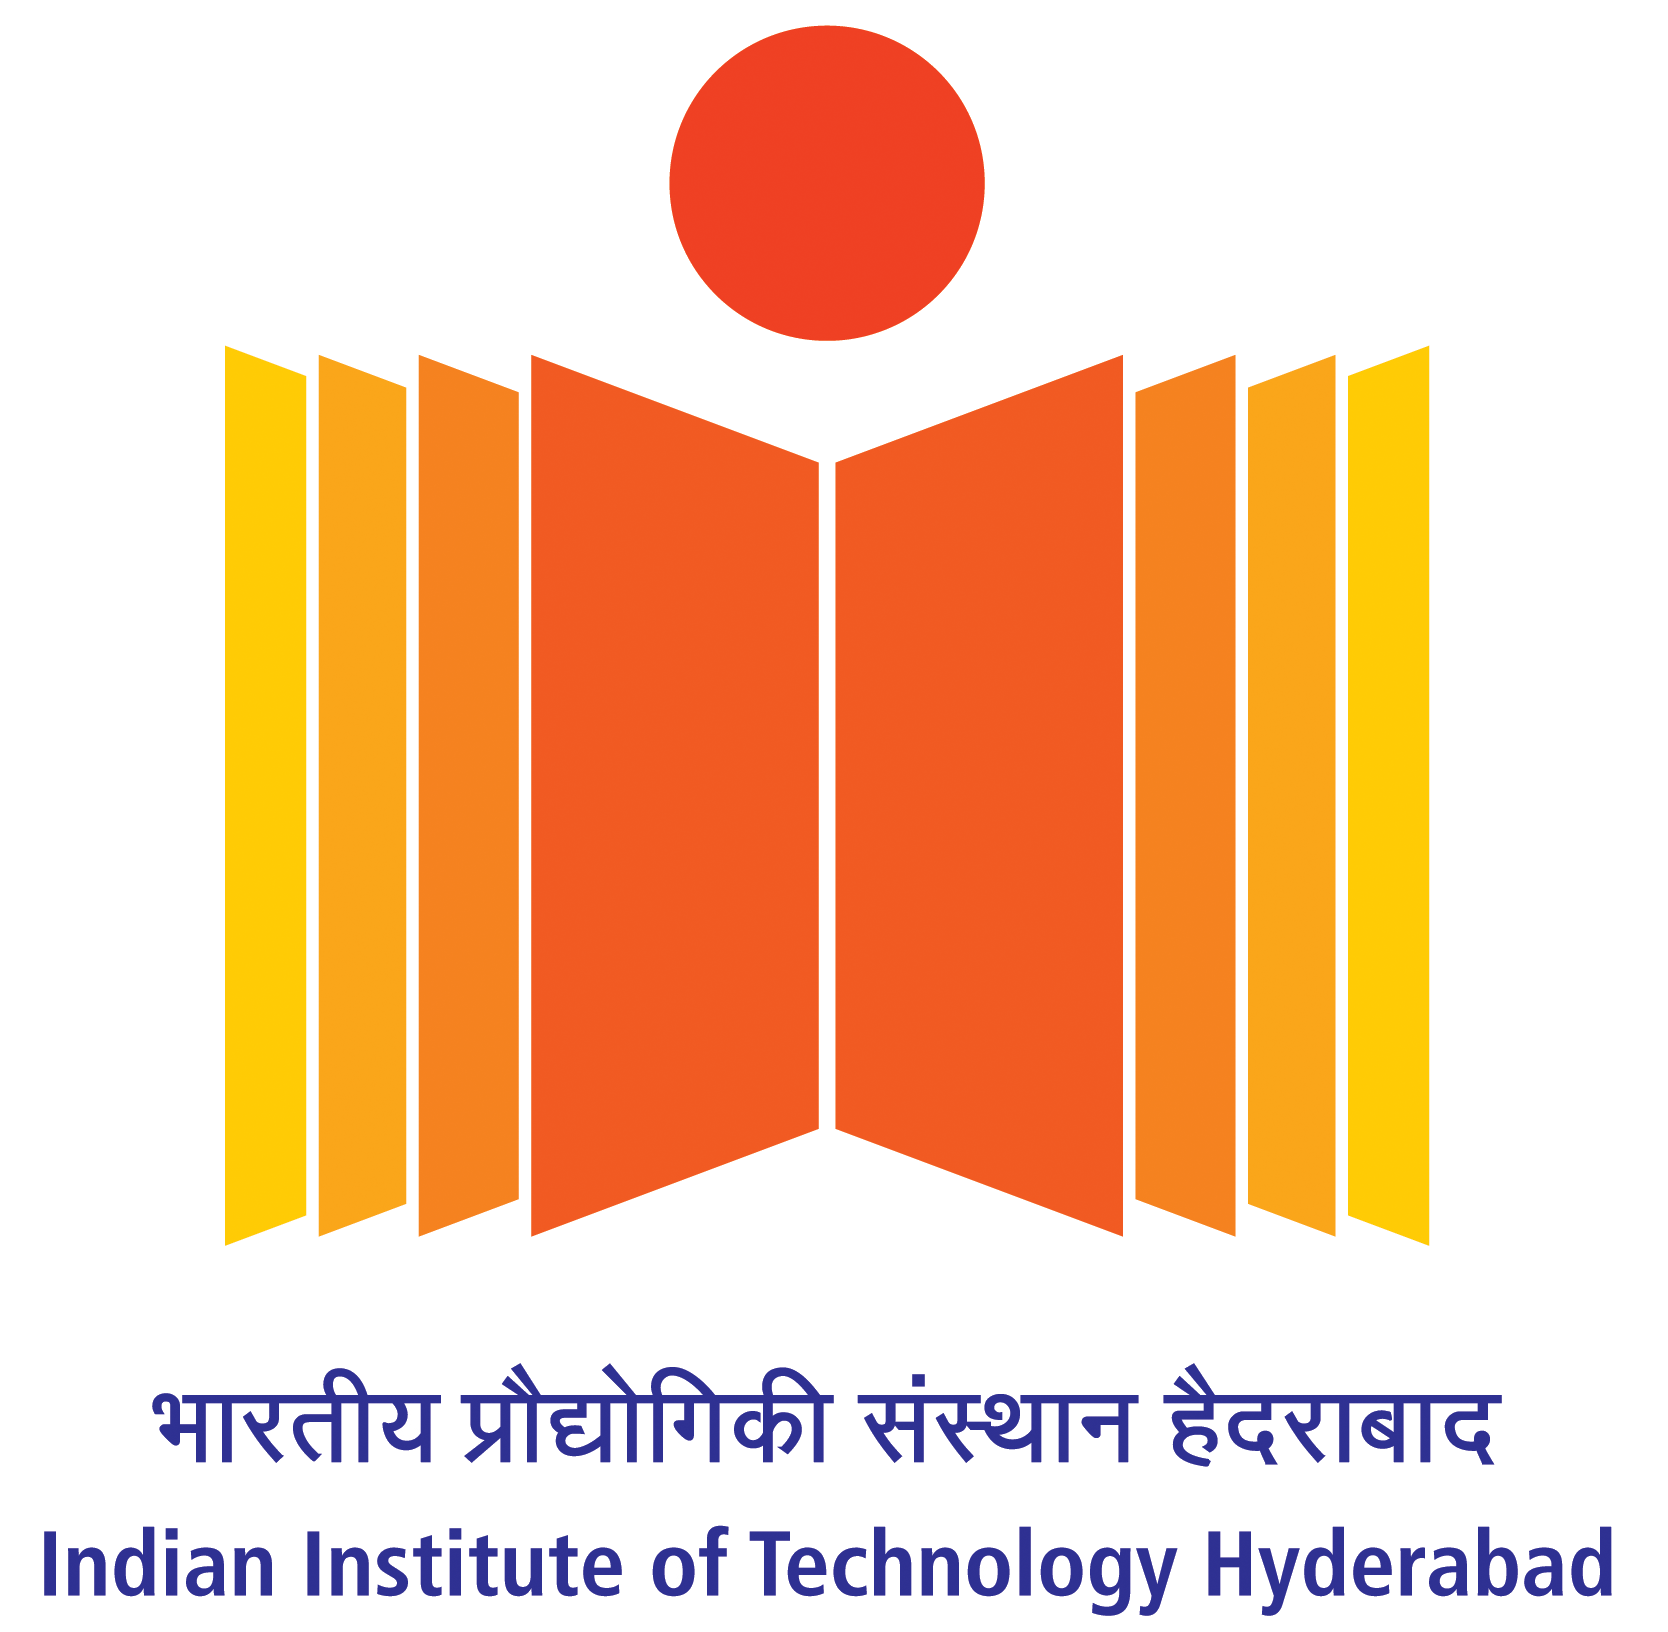 भारतीय प्रौद्योगिकी संस्थान हैदराबाद
Indian Institute of Technology Hyderabad